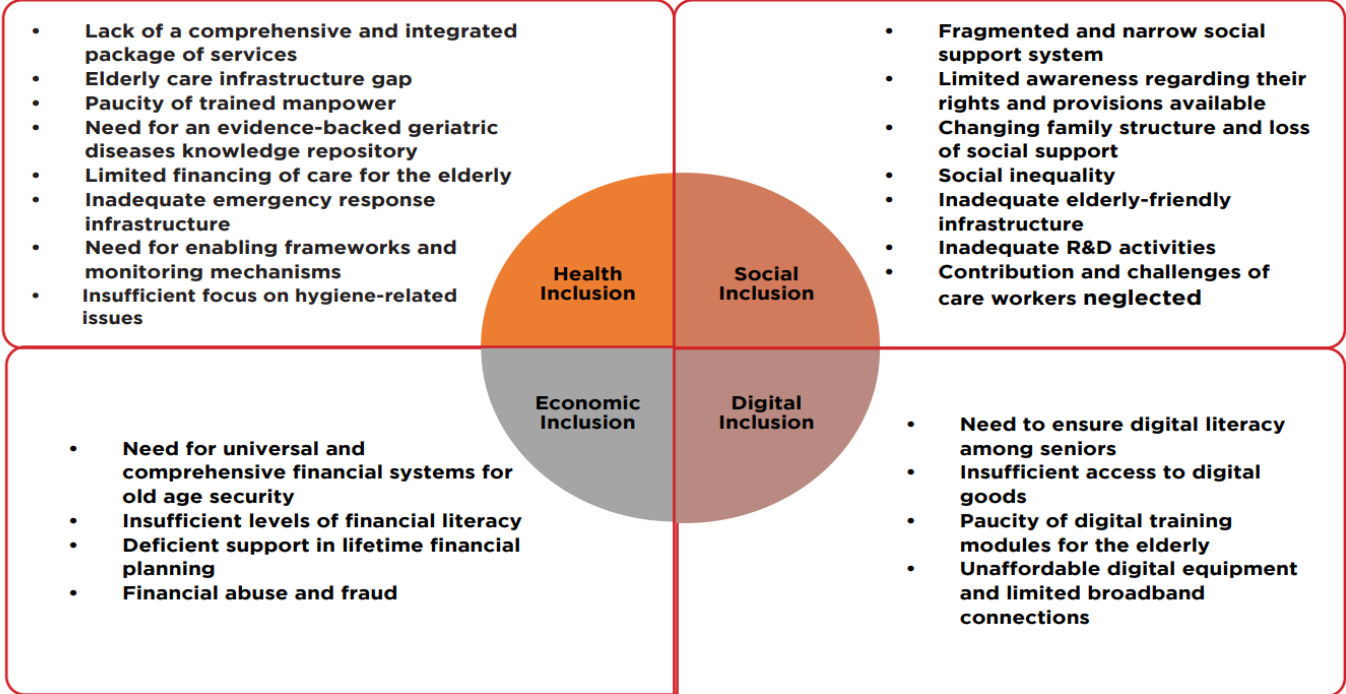 • Lack of a comprehensive and integrated
package of services
• Elderly care infrastructure gap
• Paucity of trained manpower
• Need for an evidence-backed geriatric
diseases knowledge repository
• Limited financing of care for the elderly
• Inadequate emergency response
infrastructure
• Need for enabling frameworks and
monitoring mechanisms
• Insufficient focus on hygiene-related
issues
• Fragmented and narrow social
support system
• Limited awareness regarding their
rights and provisions available
• Changing family structure and loss
of social support
• Social inequality
• Inadequate elderly-friendly
infrastructure
• Inadequate R&D activities
• Contribution and challenges of
care workers neglected
Health
Inclusion
Social
Inclusion
Economic
Inclusion
Digital
Inclusion
• Need for universal and
comprehensive financial systems for
old age security
• Insufficient levels of financial literacy
• Deficient support in lifetime financial
planning
• Financial abuse and fraud
• Need to ensure digital literacy
among seniors
• Insufficient access to digital
goods
• Paucity of digital training
modules for the elderly
• Unaffordable digital equipment
and limited broadband
connections